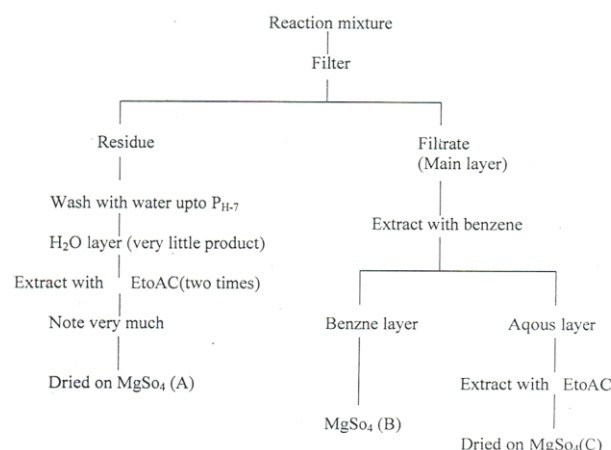 Reaction mixture
Filter
Residue
Filtrate
(Main layer)
Wash with water upto PH-7
H2O layer (very little product)
Extract with EtoAC(two times)
Note very much
Dried on MgSo4 (A)
Extract with benzene
Benzne layer
Aqous layer
MgSo4 (B)
Extract with EtoAC
Dried on MgSo4(C)